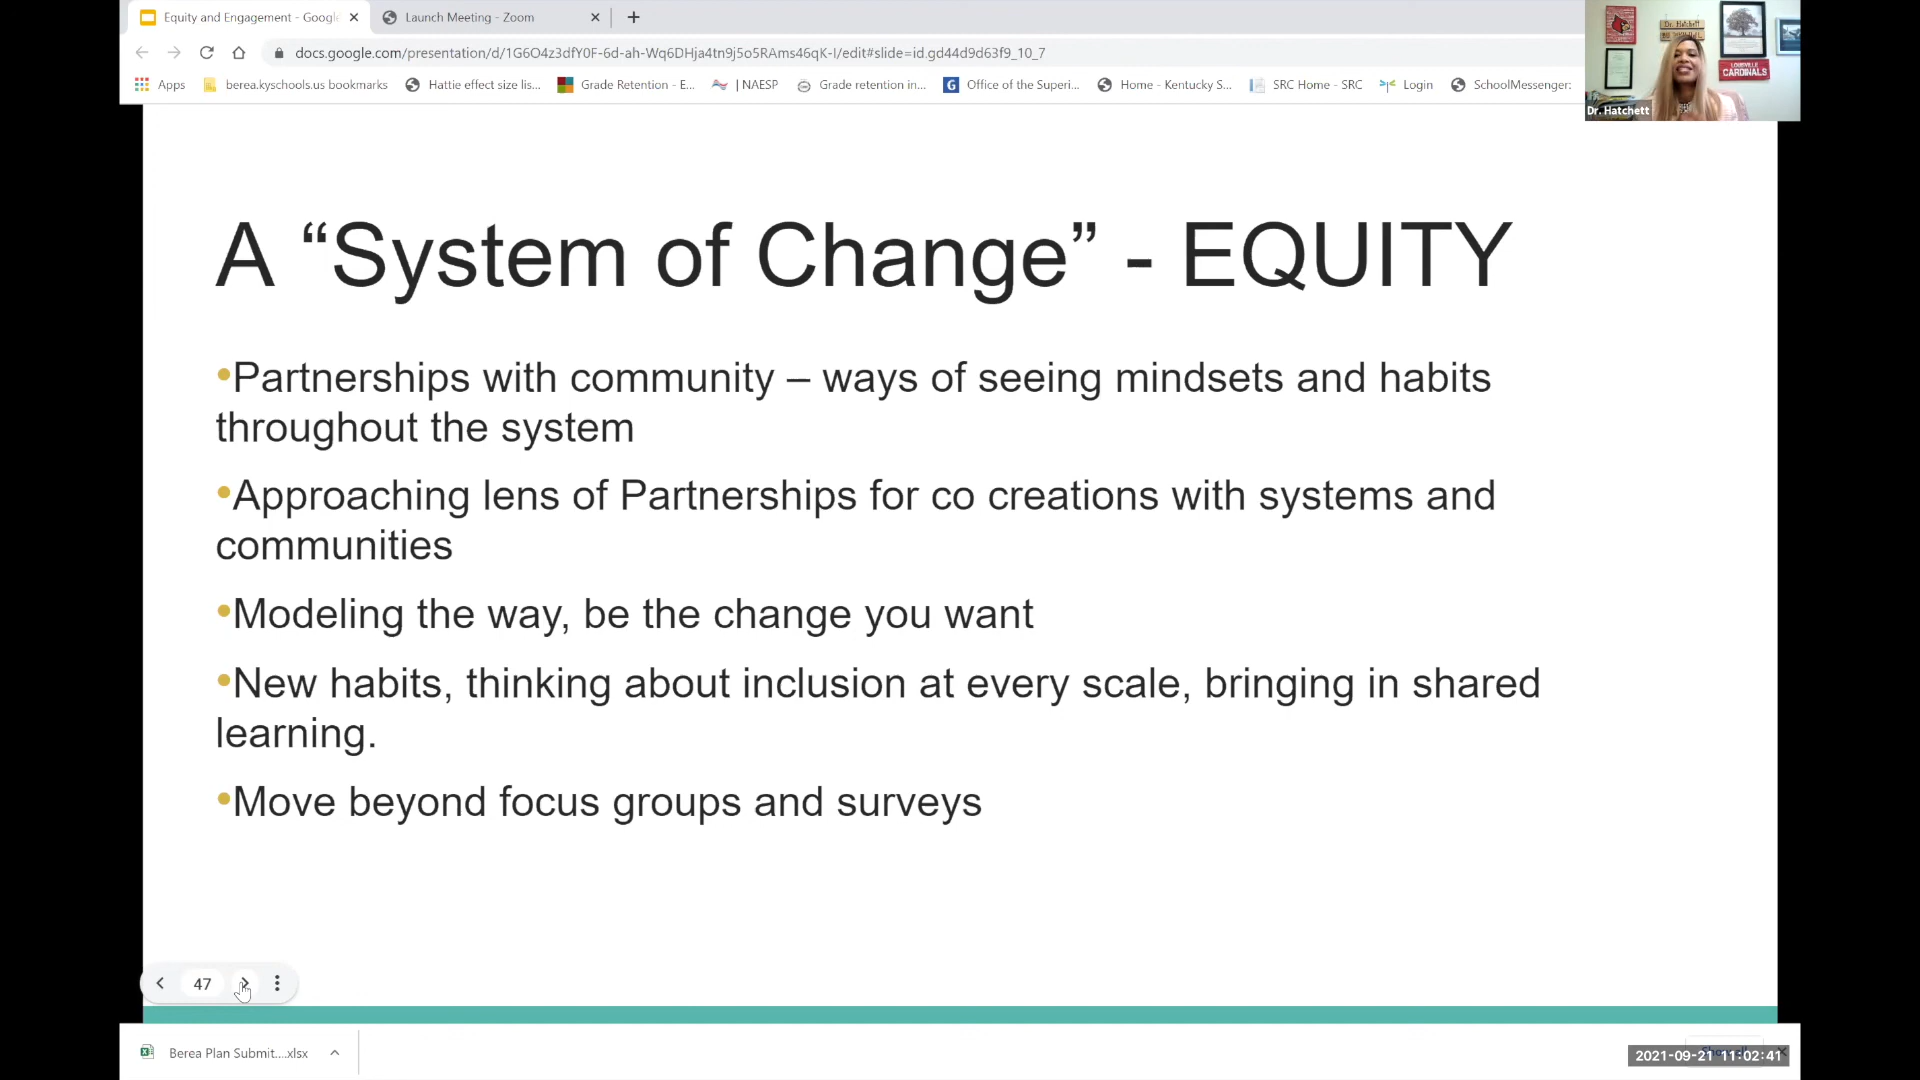 Equity and Engagement - Google
Launch Meeting - Zoom
docs.google.com/presentation/d/1G6O4z3dfY0F-6d-ah-Wq6DHja4tn9j5o5RAms46qK-I/edit#slide=id.gd44d9d63f9_10_7
Apps berea.kyschools.us bookmarks Hattie effect size lis... Grade Retention - E... | NAESP Grade retention in... Office of the Superi... Home - Kentucky S... SRC Home - SRC Login SchoolMessenger:
Dr. Hatchett
LOUISVILLE
CARDINALS
Dr. Hatchett
A “System of Change” - EQUITY
•Partnerships with community – ways of seeing mindsets and habits
throughout the system
•Approaching lens of Partnerships for co creations with systems and
communities
•Modeling the way, be the change you want
•New habits, thinking about inclusion at every scale, bringing in shared
learning.
•Move beyond focus groups and surveys
47
Berea Plan Submit....xlsx
2021-09-21 11:02:41